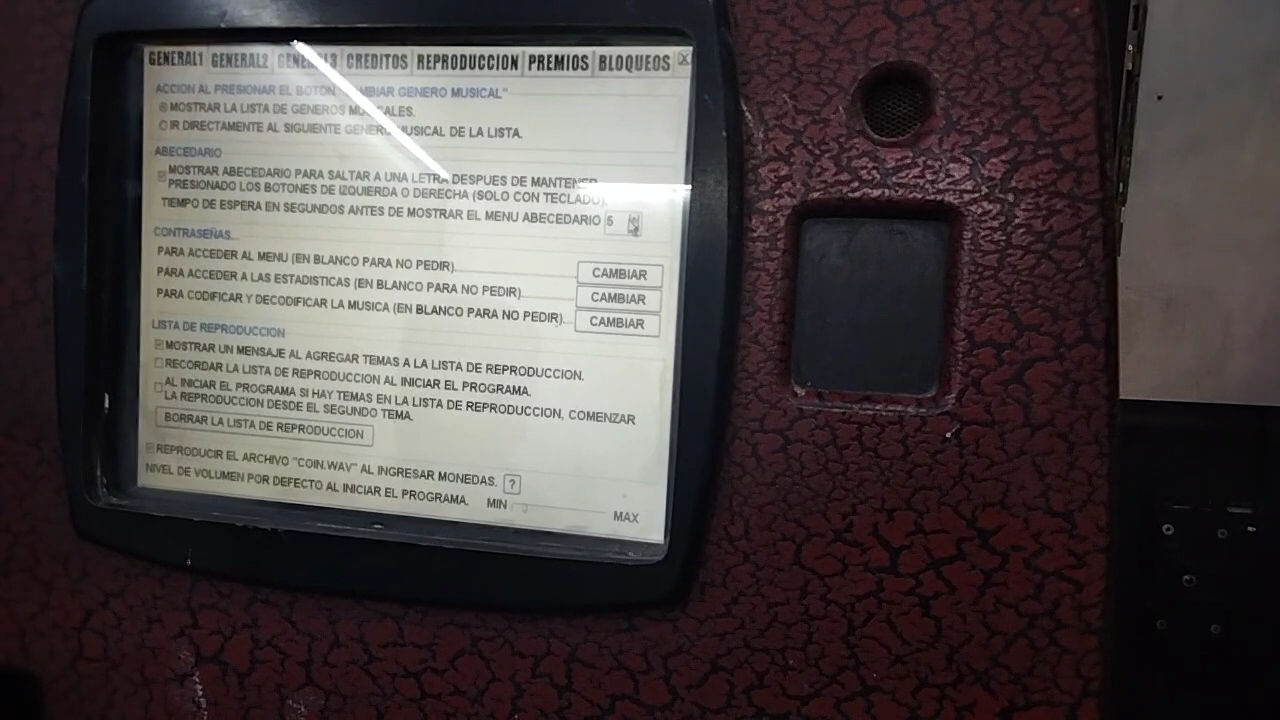 GENERAL1 GENERAL2 GENERAL3 CREDITOS REPRODUCCION PREMIOS BLOQUEOS X
ACCION AL PRESIONAR EL BOTON "CAMBIAR GENERO MUSICAL"
MOSTRAR LA LISTA DE GENEROS MUSICALES.
IR DIRECTAMENTE AL SIGUIENTE GENERO MUSICAL DE LA LISTA.
ABECEDARIO
MOSTRAR ABECEDARIO PARA SALTAR A UNA LETRA DESPUES DE MANTENER
PRESIONADO LOS BOTONES DE IZQUIERDA O DERECHA (SOLO CON TECLADO).
TIEMPO DE ESPERA EN SEGUNDOS ANTES DE MOSTRAR EL MENU ABECEDARIO 6
CONTRASEÑAS...
PARA ACCEDER AL MENU (EN BLANCO PARA NO PEDIR) CAMBIAR
PARA ACCEDER A LAS ESTADISTICAS (EN BLANCO PARA NO PEDIR) CAMBIAR
PARA CODIFICAR Y DECODIFICAR LA MUSICA (EN BLANCO PARA NO PEDIR). CAMBIAR
LISTA DE REPRODUCCION
MOSTRAR UN MENSAJE AL AGREGAR TEMAS A LA LISTA DE REPRODUCCION.
RECORDAR LA LISTA DE REPRODUCCION AL INICIAR EL PROGRAMA.
AL INICIAR EL PROGRAMA SI HAY TEMAS EN LA LISTA DE REPRODUCCION, COMENZAR
LA REPRODUCCION DESDE EL SEGUNDO TEMA.
BORRAR LA LISTA DE REPRODUCCION
REPRODUCIR EL ARCHIVO "COIN.WAV" AL INGRESAR MONEDAS. ?
NIVEL DE VOLUMEN POR DEFECTO AL INICIAR EL PROGRAMA. MIN MAX